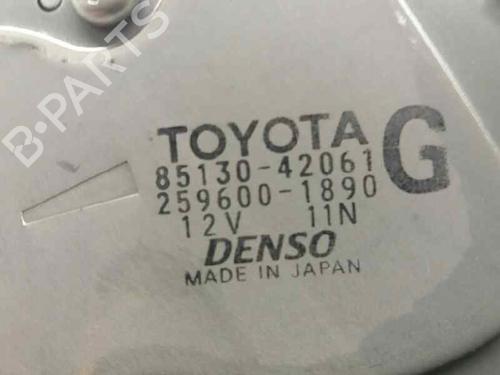 B-PARTS
TOYOTA
G
85130-42061
259600-1890
12V 11N
DENSO
MADE IN JAPAN